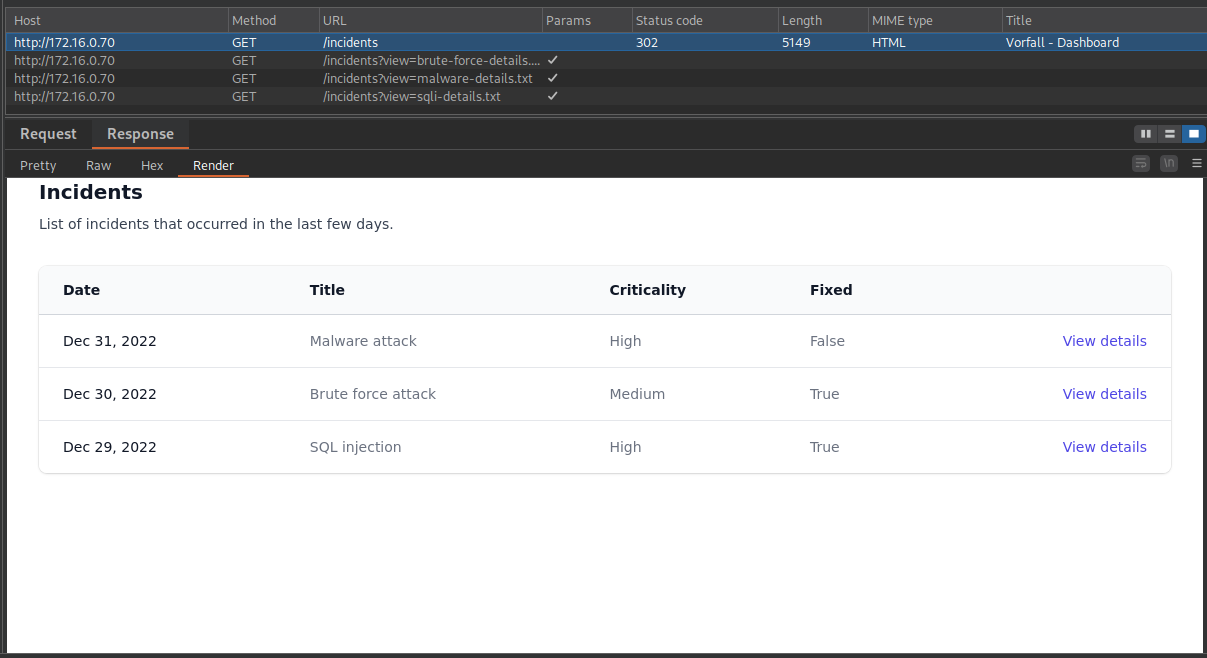 Host Method URL Params Status code Length MIME type Title
http://172.16.0.70 GET /incidents 302 5149 HTML Vorfall - Dashboard
http://172.16.0.70 GET /incidents?view=brute-force-details.... ✓
http://172.16.0.70 GET /incidents?view=malware-details.txt ✓
http://172.16.0.70 GET /incidents?view=sqli-details.txt ✓
Request Response
Pretty Raw Hex Render \n
Incidents
List of incidents that occurred in the last few days.
Date Title Criticality Fixed
Dec 31, 2022 Malware attack High False View details
Dec 30, 2022 Brute force attack Medium True View details
Dec 29, 2022 SQL injection High True View details